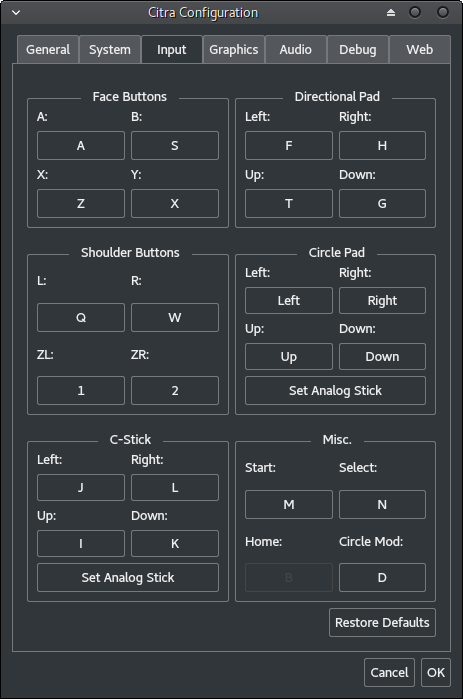 Citra Configuration
General System Input Graphics Audio Debug Web
Face Buttons
A: B:
A S
X: Y:
Z X
Directional Pad
Left: Right:
F H
Up: Down:
T G
Shoulder Buttons
L: R:
Q W
ZL: ZR:
1 2
Circle Pad
Left: Right:
Left Right
Up: Down:
Up Down
Set Analog Stick
C-Stick
Left: Right:
J L
Up: Down:
I K
Set Analog Stick
Misc.
Start: Select:
M N
Home: Circle Mod:
B D
Restore Defaults
Cancel OK